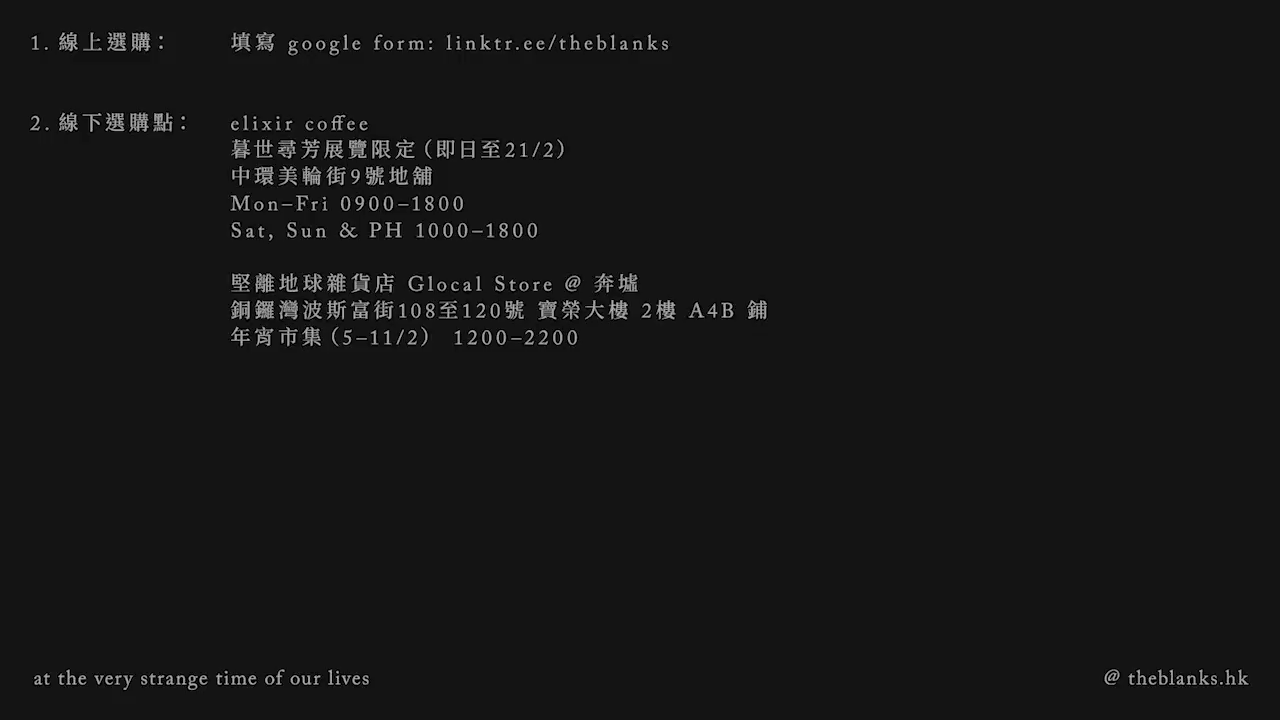 1. 線上選購： 填寫 google form: linktr.ee/theblanks
2. 線下選購點： elixir coffee
暮世尋芳展覽限定（即日至21/2）
中環美輪街9號地舖
Mon–Fri 0900–1800
Sat, Sun & PH 1000–1800
堅離地球雜貨店 Glocal Store @ 奔墟
銅鑼灣波斯富街108至120號 寶榮大樓 2樓 A4B 鋪
年宵市集（5–11/2） 1200–2200
at the very strange time of our lives
@ theblanks.hk